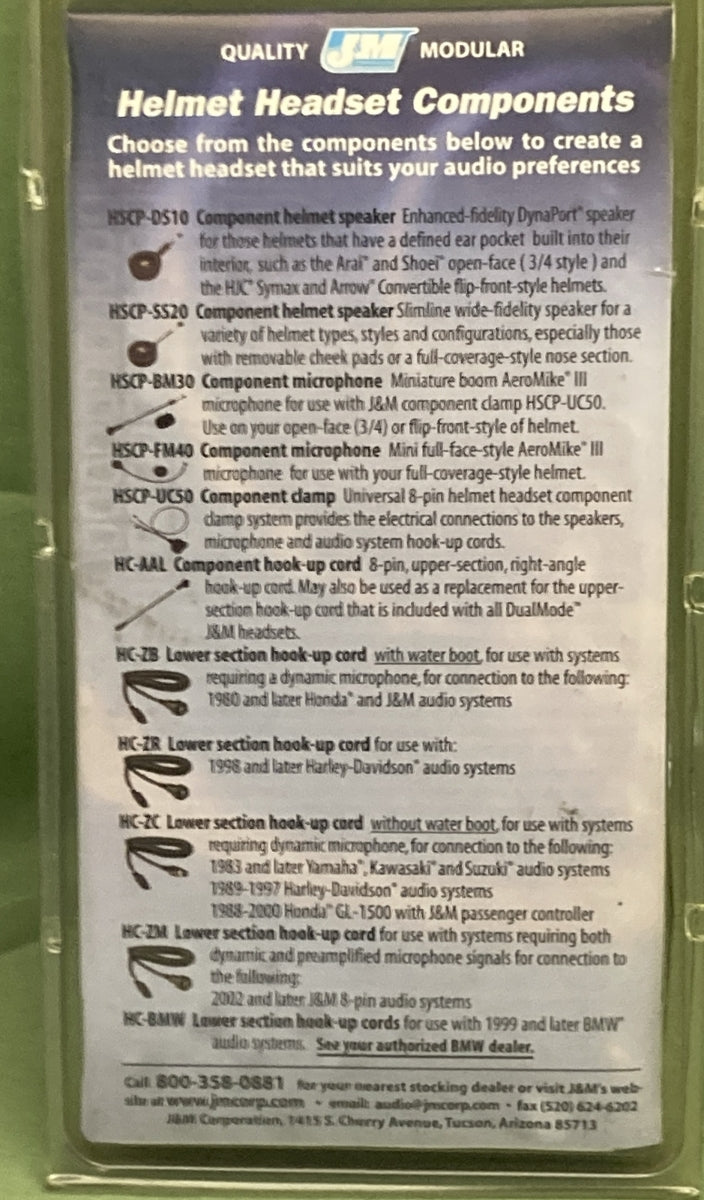 QUALITY J&M MODULAR
Helmet Headset Components
Choose from the components below to create a
helmet headset that suits your audio preferences
HSCP-DS10 Component helmet speaker Enhanced-fidelity DynaPort™ speaker
for those helmets that have a defined ear pocket built into their
interior, such as the Arai™ and Shoei™ open-face ( 3/4 style ) and
the HJC™ Symax and Arrow™ Convertible flip-front-style helmets.
HSCP-SS20 Component helmet speaker Slimline wide-fidelity speaker for a
variety of helmet types, styles and configurations, especially those
with removable cheek pads or a full-coverage-style nose section.
HSCP-BM30 Component microphone Miniature boom AeroMike® III
microphone for use with J&M component clamp HSCP-UC50.
Use on your open-face (3/4) or flip-front-style of helmet.
HSCP-FM40 Component microphone Mini full-face-style AeroMike® III
microphone for use with your full-coverage-style helmet.
HSCP-UC50 Component clamp Universal 8-pin helmet headset component
clamp system provides the electrical connections to the speakers,
microphone and audio system hook-up cords.
HC-AAL Component hook-up cord 8-pin, upper-section, right-angle
hook-up cord. May also be used as a replacement for the upper-
section hook-up cord that is included with all DualMode™
J&M headsets.
HC-ZB Lower section hook-up cord with water boot, for use with systems
requiring a dynamic microphone, for connection to the following:
1980 and later Honda® and J&M audio systems
HC-ZR Lower section hook-up cord for use with:
1998 and later Harley-Davidson® audio systems
HC-ZC Lower section hook-up cord without water boot, for use with systems
requiring dynamic microphone, for connection to the following:
1983 and later Yamaha™, Kawasaki™ and Suzuki™ audio systems
1989-1997 Harley-Davidson® audio systems
1988-2000 Honda™ GL-1500 with J&M passenger controller
HC-ZM Lower section hook-up cord for use with systems requiring both
dynamic and preamplified microphone signals for connection to
the following:
2002 and later J&M 8-pin audio systems
HC-BMW Lower section hook-up cords for use with 1999 and later BMW™
audio systems. See your authorized BMW dealer.
Call: 800-358-0881 for your nearest stocking dealer or visit J&M's web-
site at www.jmcorp.com • email: audio@jmcorp.com • fax (520) 624-6202
J&M Corporation, 1415 S. Cherry Avenue, Tucson, Arizona 85713